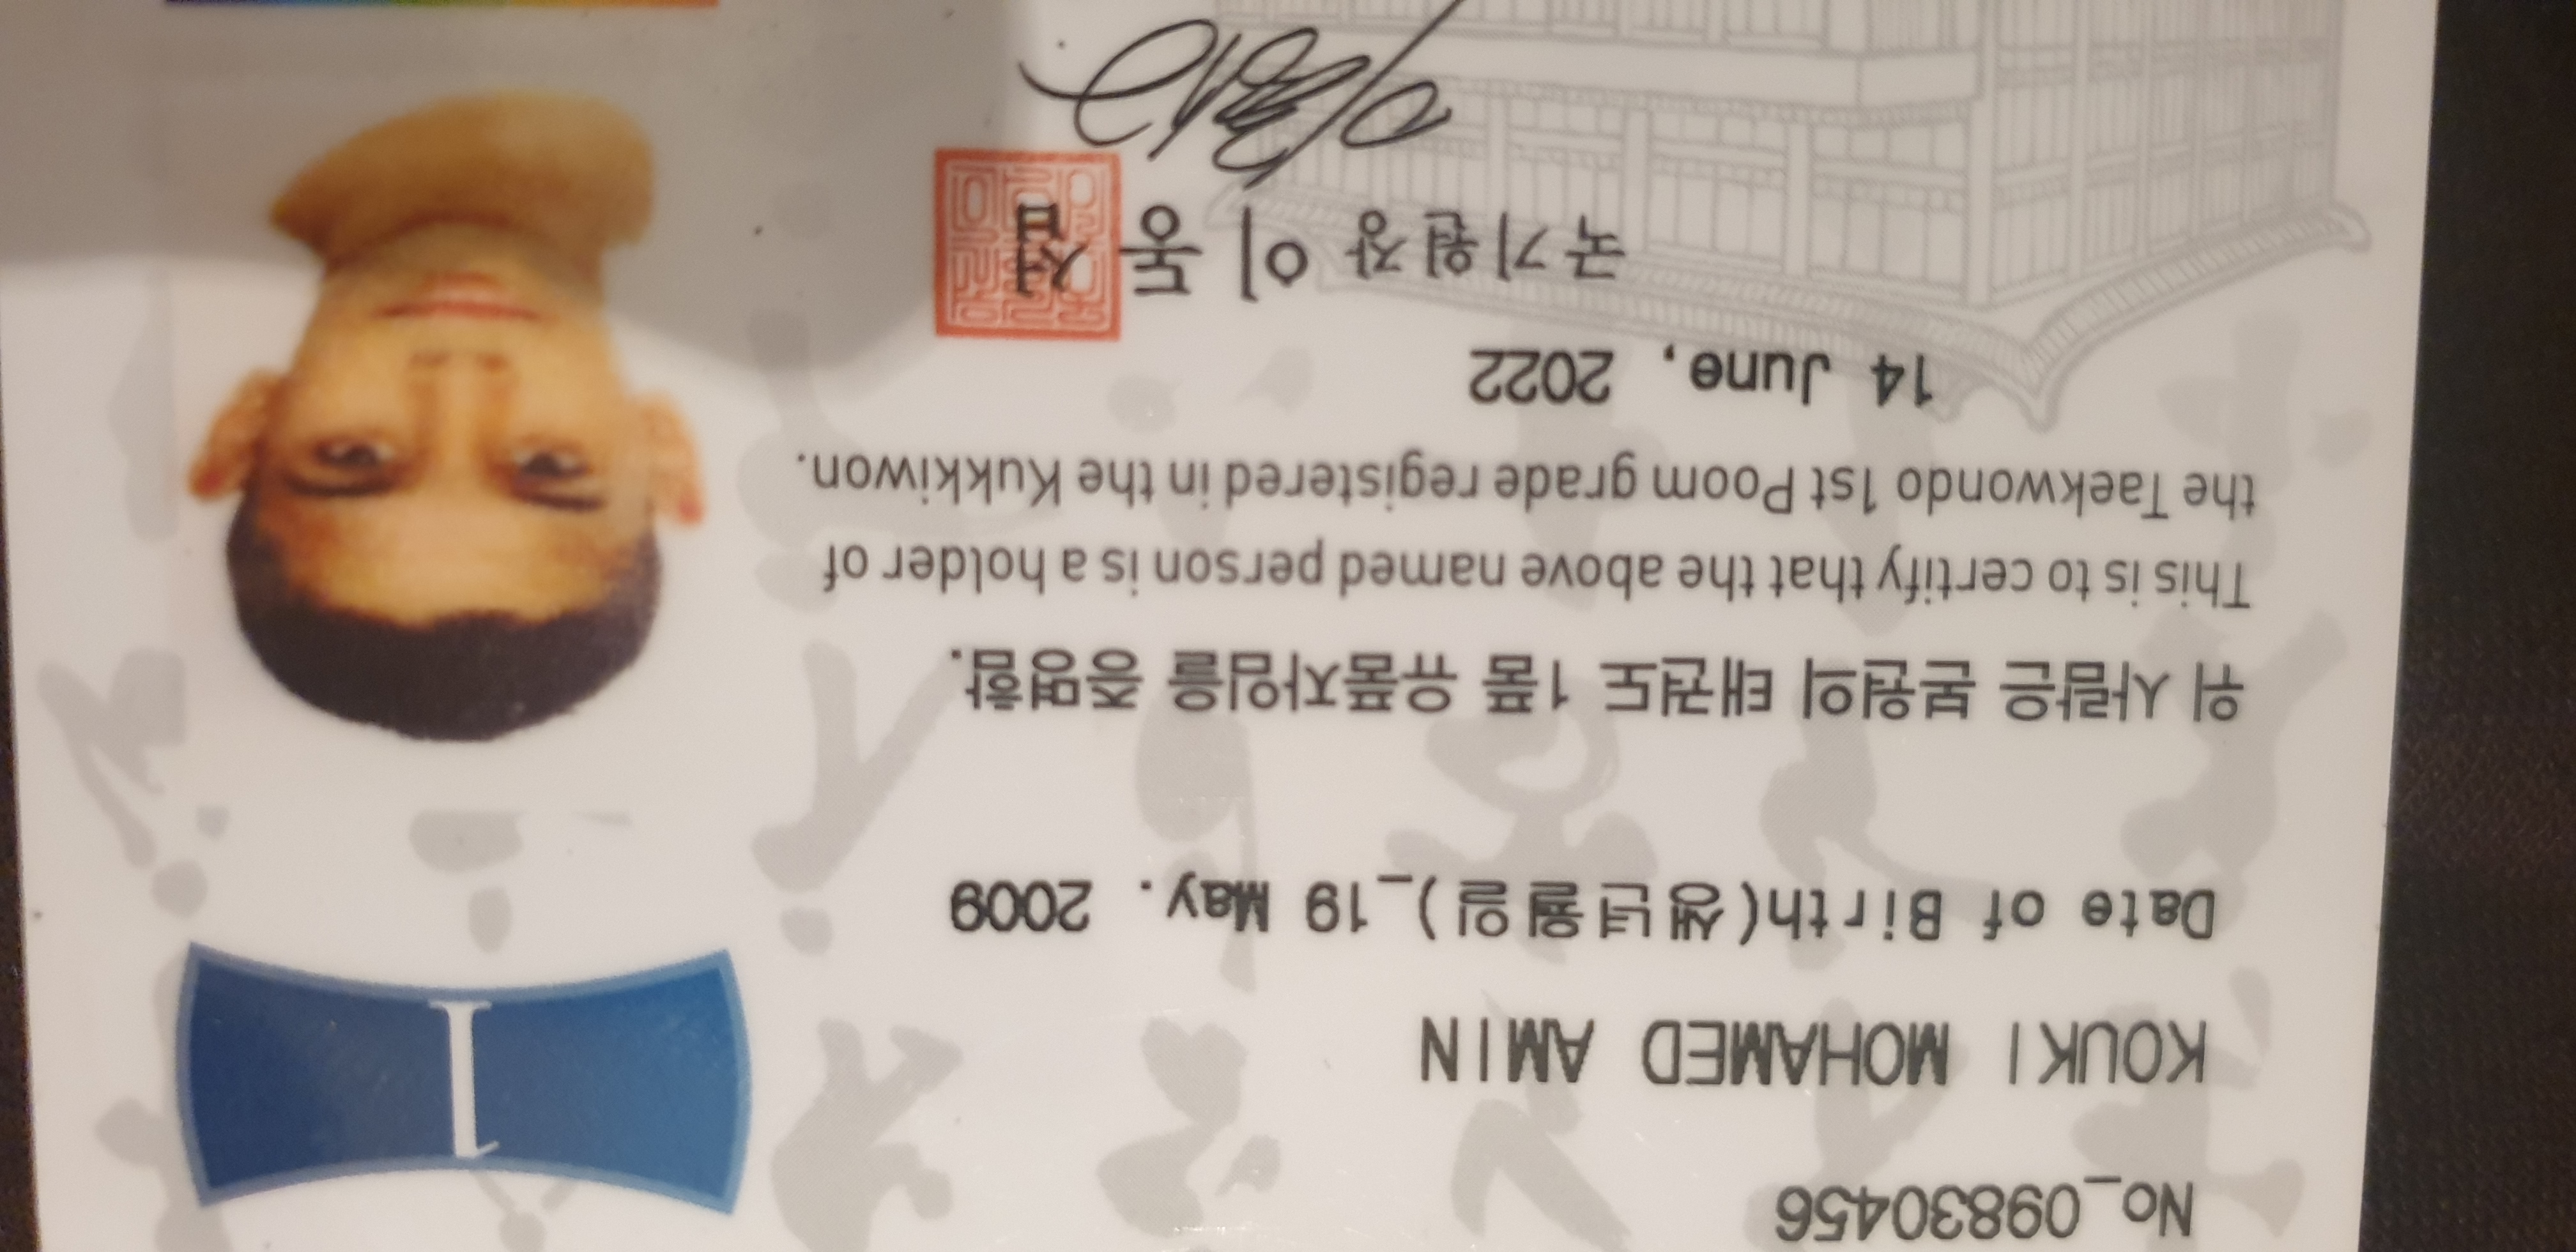 No_09830456
1
KOUKI MOHAMED AMIN
Date of Birth(생년월일)_19 May. 2009
위 사람은 본원의 태권도 1품 유품자임을 증명함.
This is to certify that the above named person is a holder of
the Taekwondo 1st Poom grade registered in the Kukkiwon.
14 June, 2022
국기원장 이 동 섭